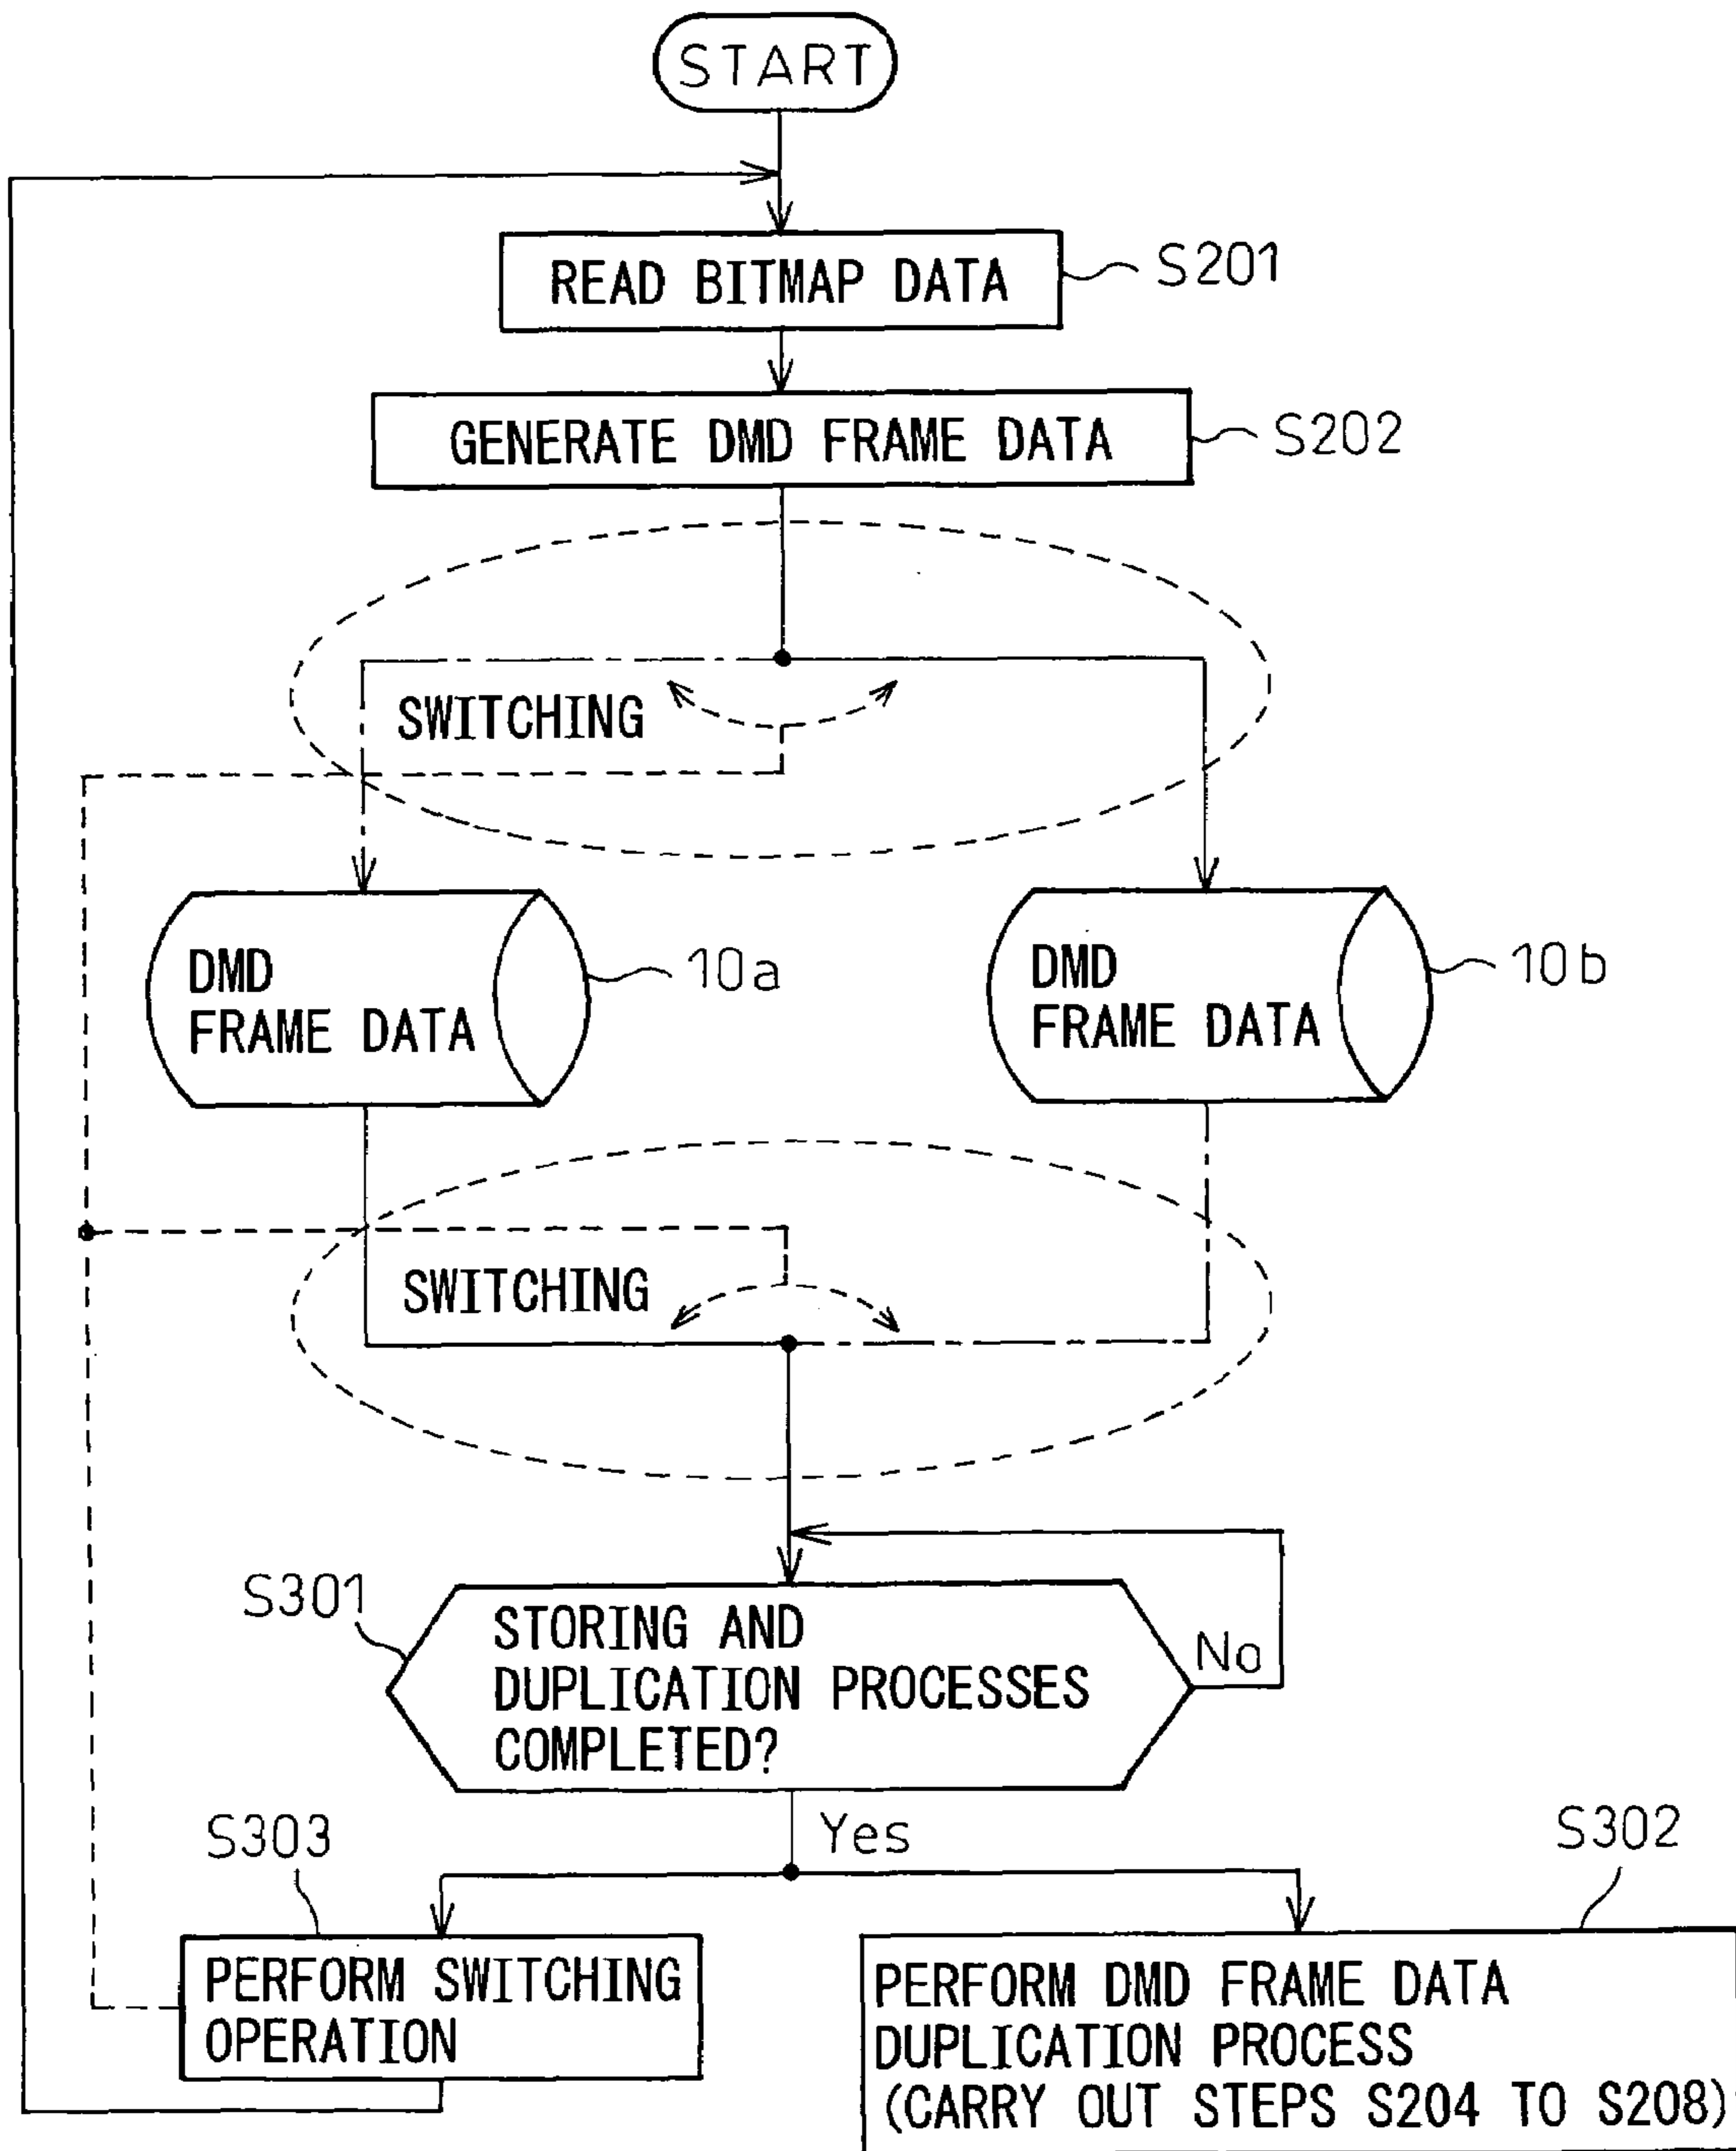 START
READ BITMAP DATA
S201
GENERATE DMD FRAME DATA
S202
SWITCHING
DMD
FRAME DATA
10a
DMD
FRAME DATA
10b
SWITCHING
S301
STORING AND
DUPLICATION PROCESSES
COMPLETED?
No
Yes
S303
PERFORM SWITCHING
OPERATION
S302
PERFORM DMD FRAME DATA
DUPLICATION PROCESS
(CARRY OUT STEPS S204 TO S208)